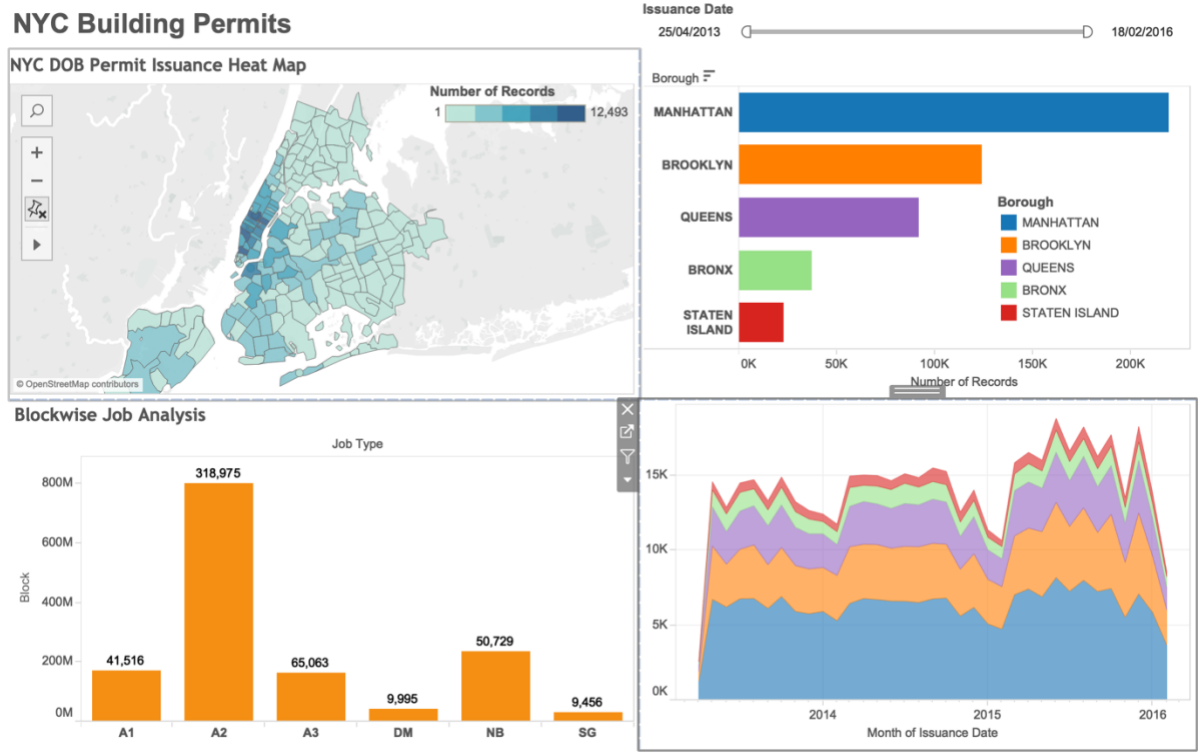 NYC Building Permits
Issuance Date
25/04/2013
18/02/2016
NYC DOB Permit Issuance Heat Map
Number of Records
1
12,493
© OpenStreetMap contributors
Borough
MANHATTAN
BROOKLYN
QUEENS
BRONX
STATEN
ISLAND
Borough
MANHATTAN
BROOKLYN
QUEENS
BRONX
STATEN ISLAND
0K 50K 100K 150K 200K
Number of Records
Blockwise Job Analysis
Job Type
Block
800M
600M
400M
200M
0M
41,516
318,975
65,063
9,995
50,729
9,456
A1 A2 A3 DM NB SG
15K
10K
5K
0K
2014 2015 2016
Month of Issuance Date